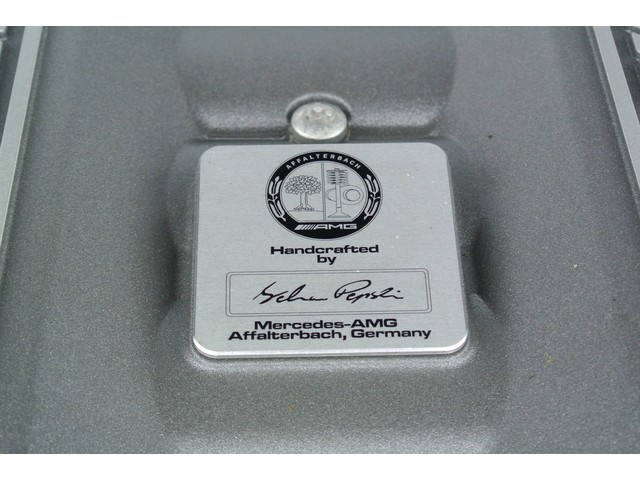 AFFALTERBACH
AMG
Handcrafted
by
Mercedes-AMG
Affalterbach, Germany